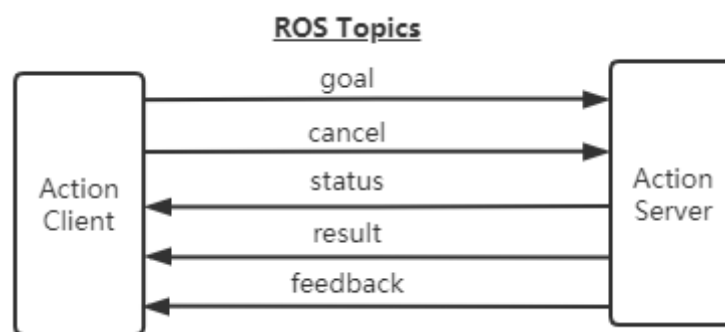 ROS Topics
goal
cancel
status
result
feedback
Action
Client
Action
Server